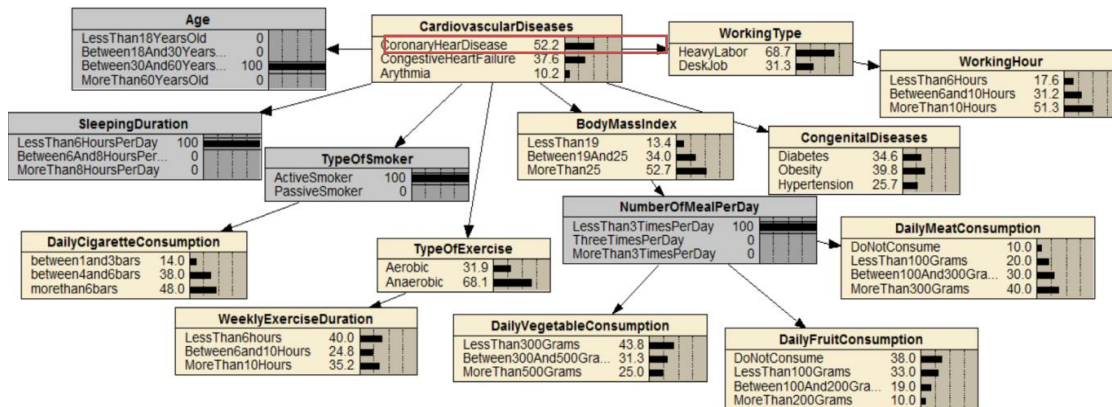 Age
LessThan18YearsOld 0
Between18And30Years... 0
Between30And60Years... 100
MoreThan60YearsOld 0
CardiovascularDiseases
CoronaryHearDisease 52.2
CongestiveHeartFailure 37.6
Arythmia 10.2
WorkingType
HeavyLabor 68.7
DeskJob 31.3
WorkingHour
LessThan6Hours 17.6
Between6and10Hours 31.2
MoreThan10Hours 51.3
SleepingDuration
LessThan6HoursPerDay 100
Between6And8HoursPer... 0
MoreThan8HoursPerDay 0
TypeOfSmoker
ActiveSmoker 100
PassiveSmoker 0
BodyMassIndex
LessThan19 13.4
Between19And25 34.0
MoreThan25 52.7
CongenitalDiseases
Diabetes 34.6
Obesity 39.8
Hypertension 25.7
NumberOfMealPerDay
LessThan3TimesPerDay 100
ThreeTimesPerDay 0
MoreThan3TimesPerDay 0
DailyCigaretteConsumption
between1and3bars 14.0
between4and6bars 38.0
morethan6bars 48.0
TypeOfExercise
Aerobic 31.9
Anaerobic 68.1
DailyMeatConsumption
DoNotConsume 10.0
LessThan100Grams 20.0
Between100And300Gra... 30.0
MoreThan300Grams 40.0
WeeklyExerciseDuration
LessThan6hours 40.0
Between6and10Hours 24.8
MoreThan10Hours 35.2
DailyVegetableConsumption
LessThan300Grams 43.8
Between300And500Gra... 31.3
MoreThan500Grams 25.0
DailyFruitConsumption
DoNotConsume 38.0
LessThan100Grams 33.0
Between100And200Gra... 19.0
MoreThan200Grams 10.0